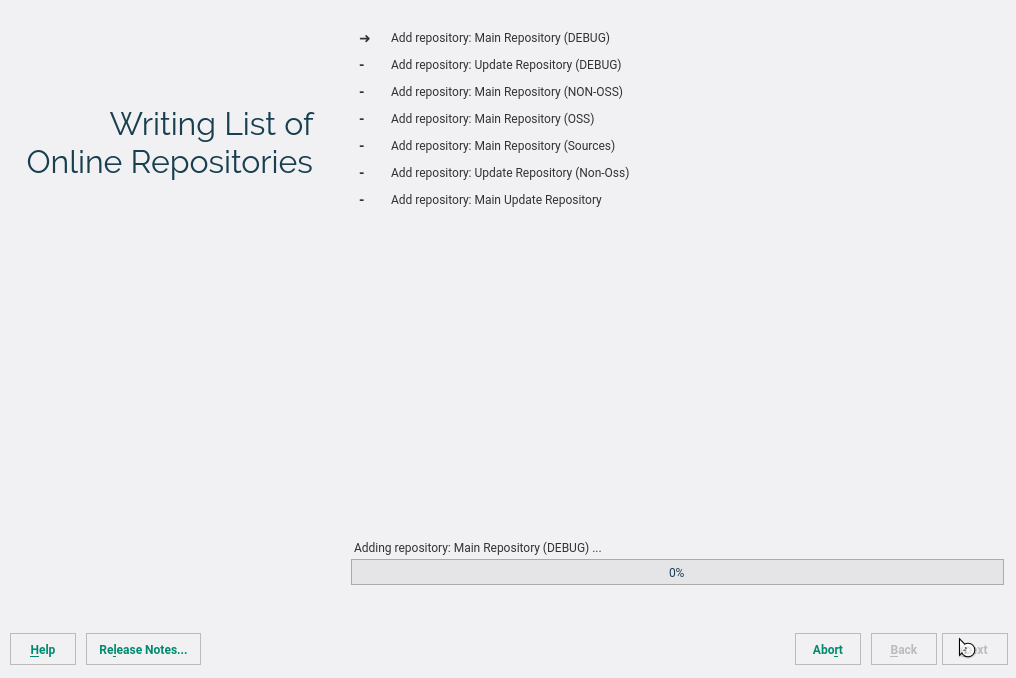 Writing List of
Online Repositories
Add repository: Main Repository (DEBUG)
- Add repository: Update Repository (DEBUG)
- Add repository: Main Repository (NON-OSS)
- Add repository: Main Repository (OSS)
- Add repository: Main Repository (Sources)
- Add repository: Update Repository (Non-Oss)
- Add repository: Main Update Repository
Adding repository: Main Repository (DEBUG) ...
0%
Help
Release Notes...
Abort
Back